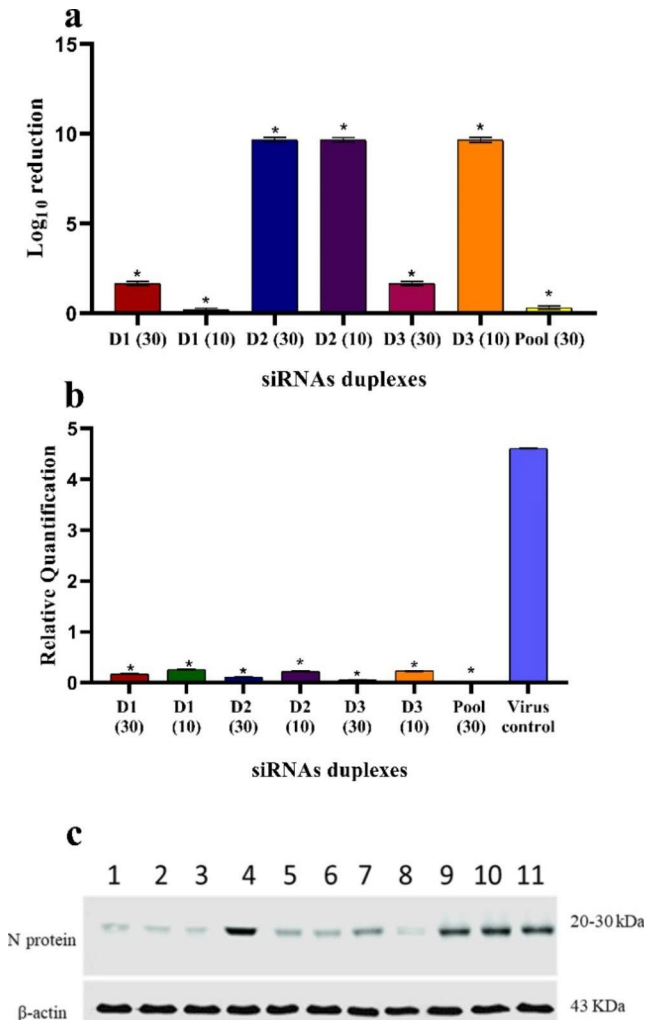 a
15
10
5
0
Log10 reduction
* * * * * * *
D1 (30) D1 (10) D2 (30) D2 (10) D3 (30) D3 (10) Pool (30)
siRNAs duplexes
b
5
4
3
2
1
0
Relative Quantification
* * * * * * *
D1 D1 D2 D2 D3 D3 Pool Virus
(30) (10) (30) (10) (30) (10) (30) control
siRNAs duplexes
c
1 2 3 4 5 6 7 8 9 10 11
N protein 20-30 kDa
β-actin 43 KDa